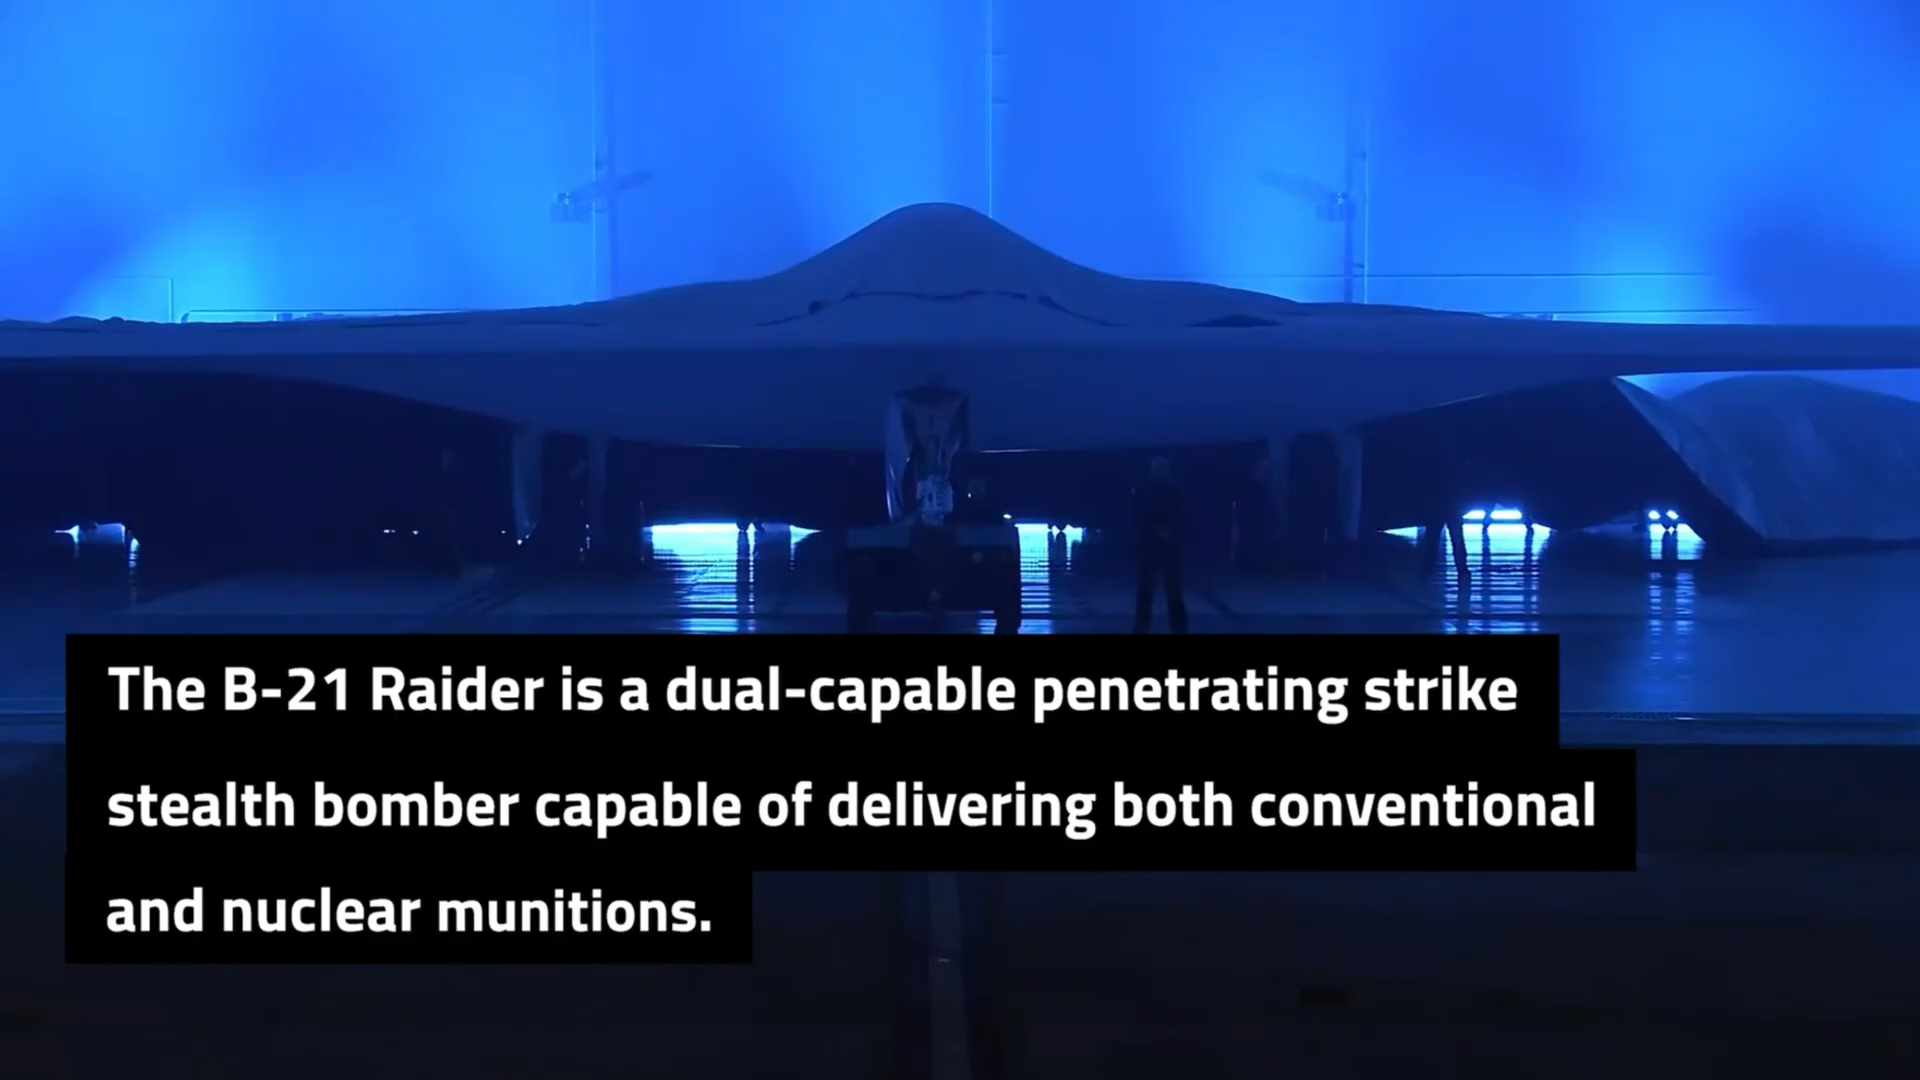 The B-21 Raider is a dual-capable penetrating strike
stealth bomber capable of delivering both conventional
and nuclear munitions.